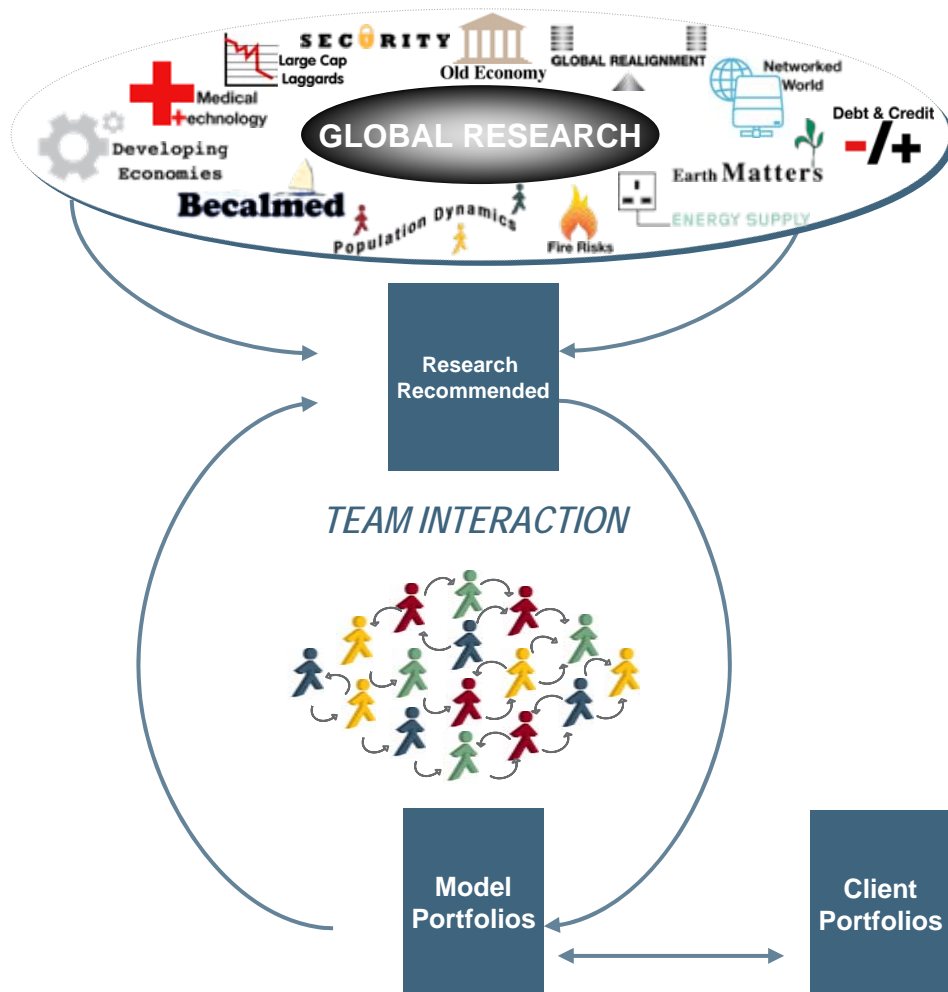 SECURITY
Large Cap
Laggards
Old Economy
GLOBAL REALIGNMENT
Networked
World
Medical
+echnology
Debt & Credit
-/+
GLOBAL RESEARCH
Developing
Economies
Earth Matters
Becalmed
Population Dynamics
Fire Risks
ENERGY SUPPLY
Research
Recommended
TEAM INTERACTION
Model
Portfolios
Client
Portfolios